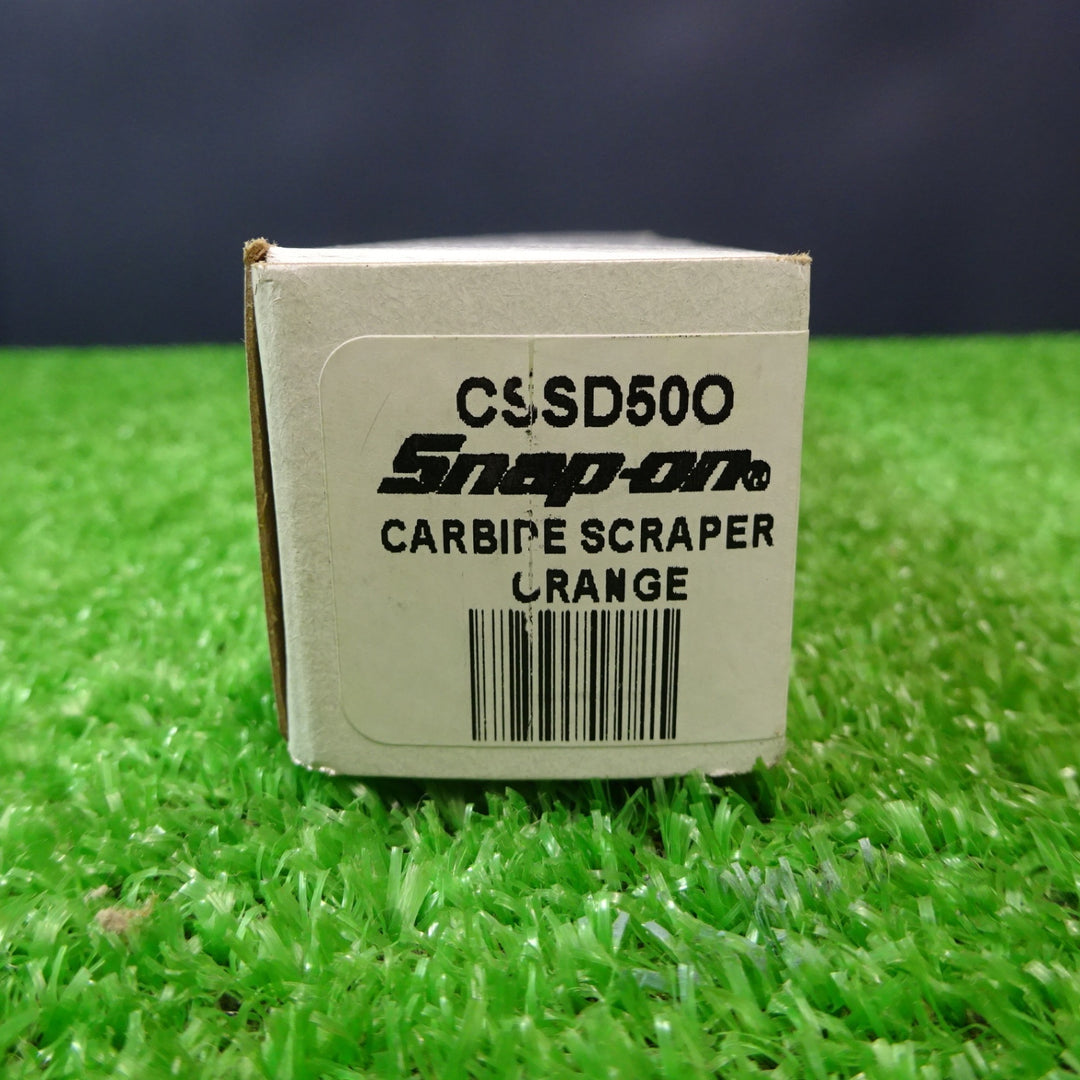 CSSD50O
Snap-on®
CARBIDE SCRAPER
ORANGE